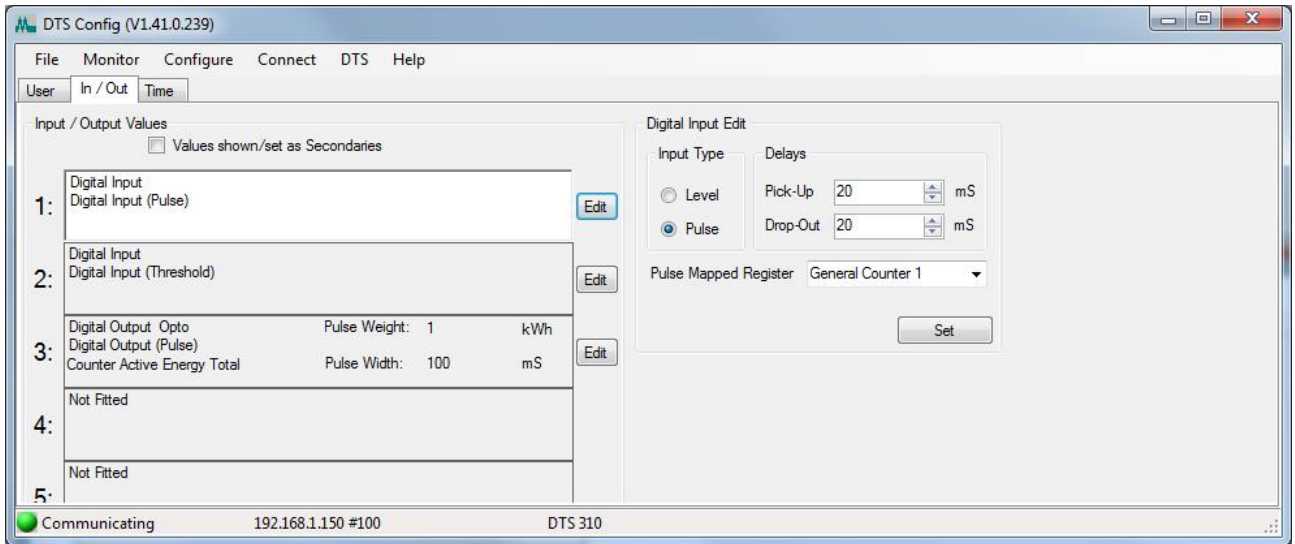 DTS Config (V1.41.0.239)
File Monitor Configure Connect DTS Help
User In / Out Time
Input / Output Values
Values shown/set as Secondaries
1:
Digital Input
Digital Input (Pulse)
Edit
2:
Digital Input
Digital Input (Threshold)
Edit
3:
Digital Output Opto Pulse Weight: 1 kWh
Digital Output (Pulse)
Counter Active Energy Total Pulse Width: 100 mS
Edit
4:
Not Fitted
5:
Not Fitted
Digital Input Edit
Input Type Delays
Level Pick-Up 20 mS
Pulse Drop-Out 20 mS
Pulse Mapped Register General Counter 1
Set
Communicating 192.168.1.150 #100 DTS 310